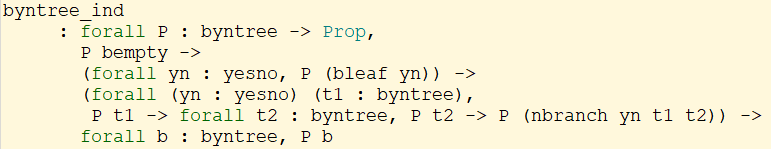 byntree_ind
     : forall P : byntree -> Prop,
       P bempty ->
       (forall yn : yesno, P (bleaf yn)) ->
       (forall (yn : yesno) (t1 : byntree),
        P t1 -> forall t2 : byntree, P t2 -> P (nbranch yn t1 t2)) ->
       forall b : byntree, P b